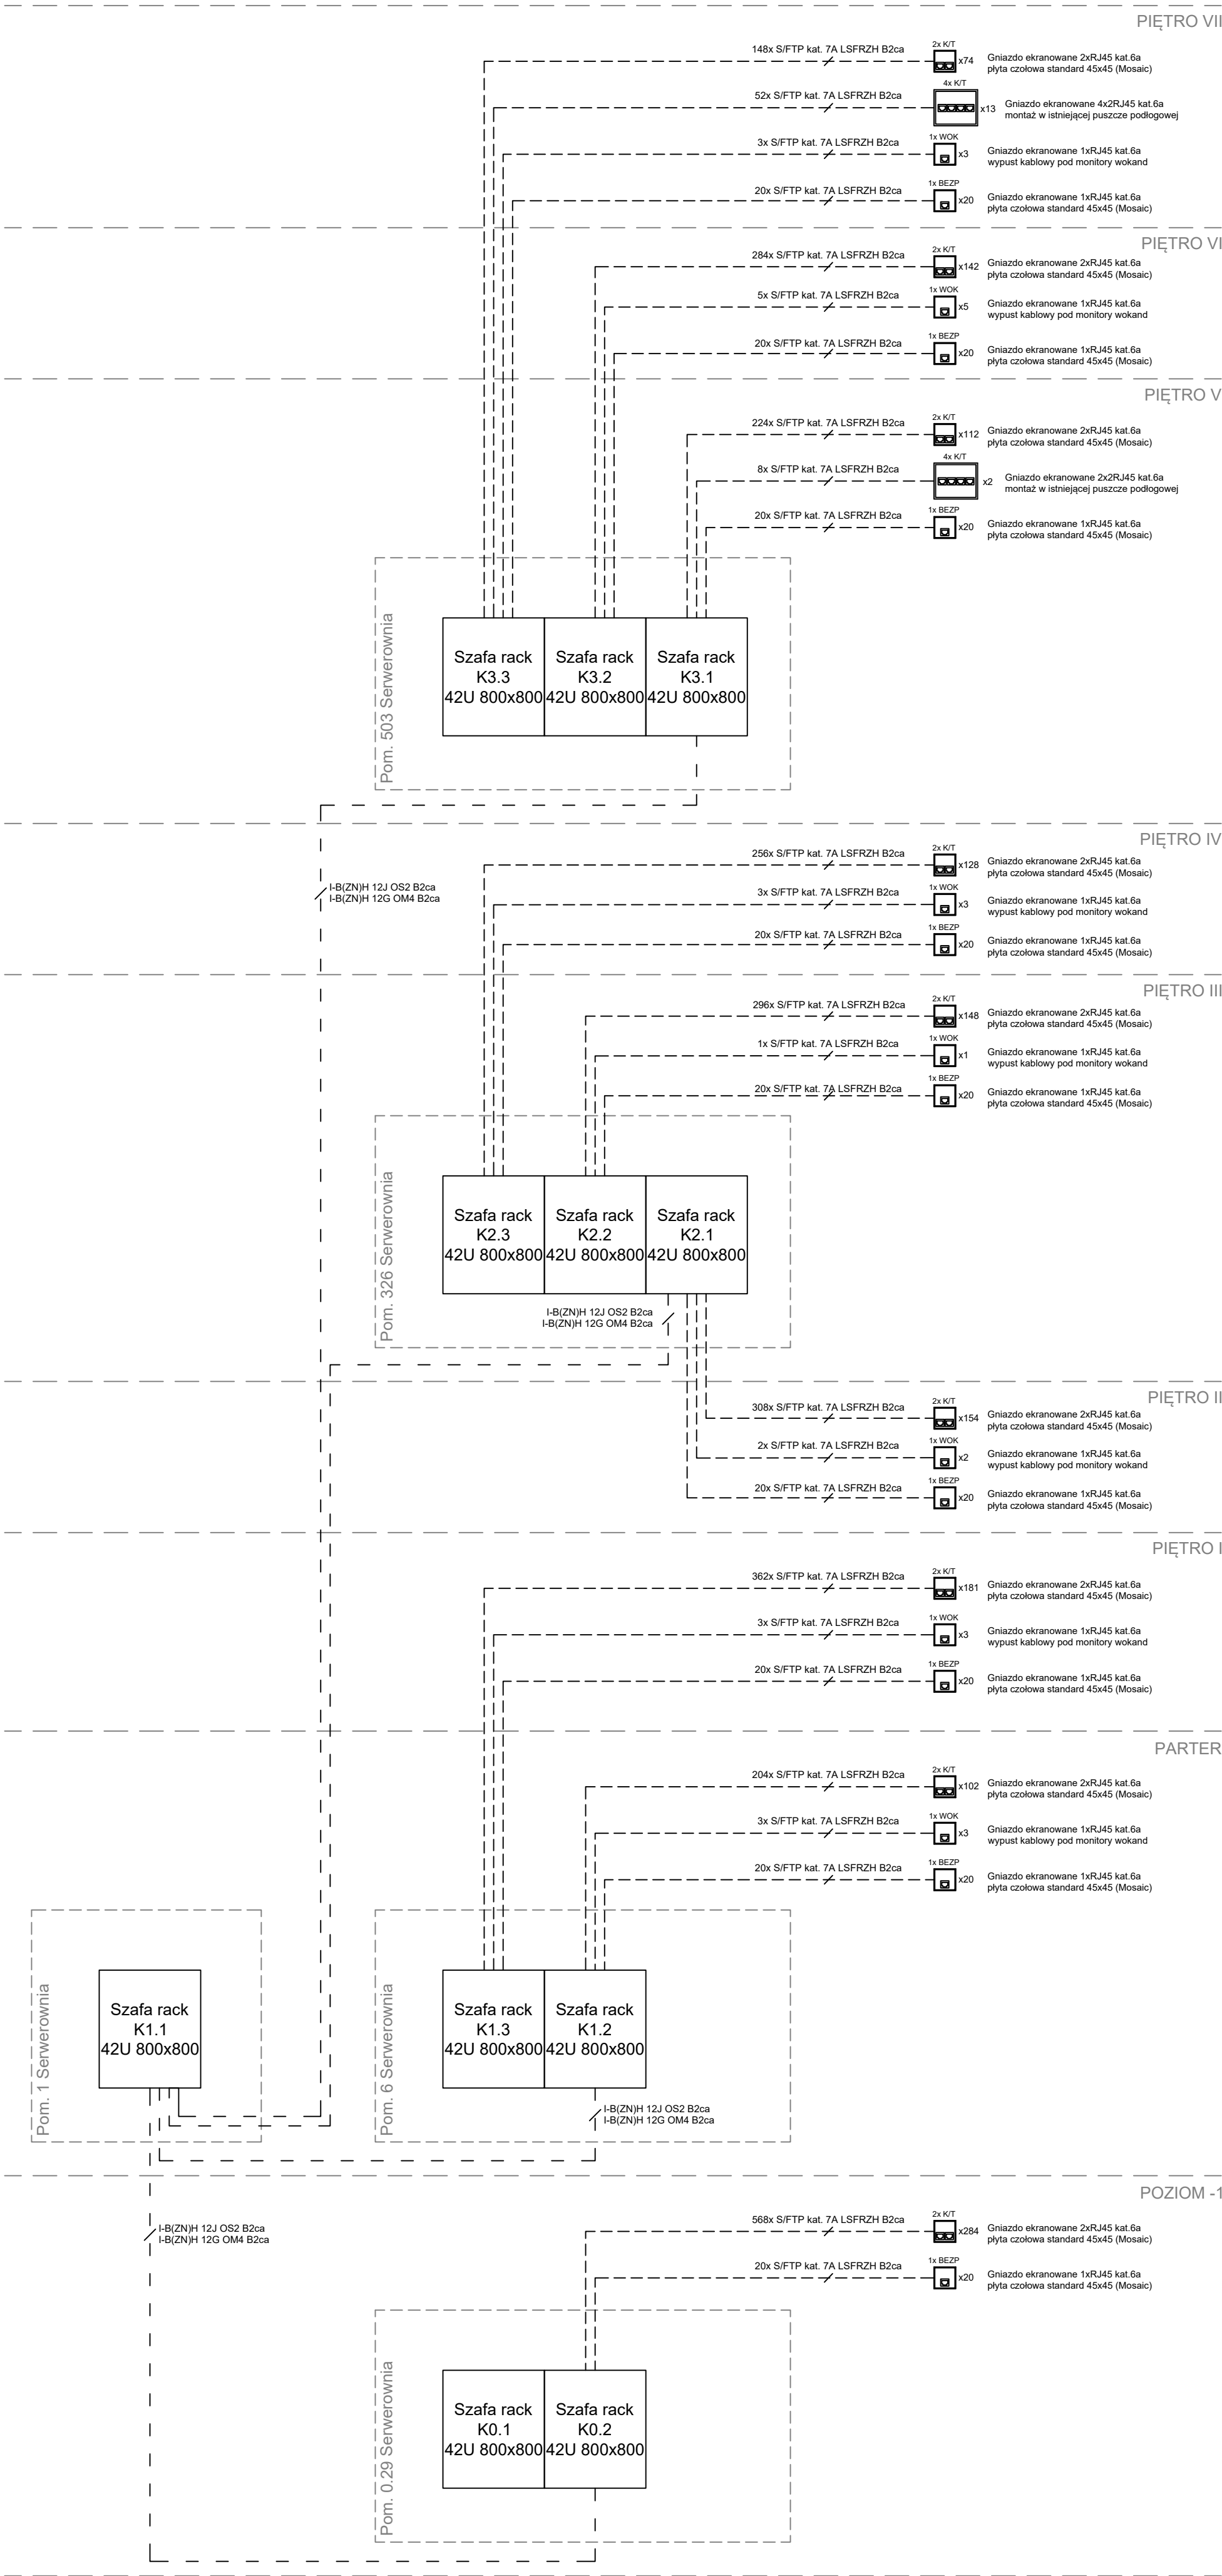 PIĘTRO VII
148x S/FTP kat. 7A LSFRZH B2ca
2x K/T
x74
Gniazdo ekranowane 2xRJ45 kat.6a
płyta czołowa standard 45x45 (Mosaic)
52x S/FTP kat. 7A LSFRZH B2ca
4x K/T
x13
Gniazdo ekranowane 4x2RJ45 kat.6a
montaż w istniejącej puszce podłogowej
3x S/FTP kat. 7A LSFRZH B2ca
1x WOK
x3
Gniazdo ekranowane 1xRJ45 kat.6a
wypust kablowy pod monitory wokand
20x S/FTP kat. 7A LSFRZH B2ca
1x BEZP
x20
Gniazdo ekranowane 1xRJ45 kat.6a
płyta czołowa standard 45x45 (Mosaic)
PIĘTRO VI
284x S/FTP kat. 7A LSFRZH B2ca
2x K/T
x142
Gniazdo ekranowane 2xRJ45 kat.6a
płyta czołowa standard 45x45 (Mosaic)
5x S/FTP kat. 7A LSFRZH B2ca
1x WOK
x5
Gniazdo ekranowane 1xRJ45 kat.6a
wypust kablowy pod monitory wokand
20x S/FTP kat. 7A LSFRZH B2ca
1x BEZP
x20
Gniazdo ekranowane 1xRJ45 kat.6a
płyta czołowa standard 45x45 (Mosaic)
PIĘTRO V
224x S/FTP kat. 7A LSFRZH B2ca
2x K/T
x112
Gniazdo ekranowane 2xRJ45 kat.6a
płyta czołowa standard 45x45 (Mosaic)
8x S/FTP kat. 7A LSFRZH B2ca
4x K/T
x2
Gniazdo ekranowane 2x2RJ45 kat.6a
montaż w istniejącej puszce podłogowej
20x S/FTP kat. 7A LSFRZH B2ca
1x BEZP
x20
Gniazdo ekranowane 1xRJ45 kat.6a
płyta czołowa standard 45x45 (Mosaic)
Pom. 503 Serwerownia
Szafa rack
K3.3
42U 800x800
Szafa rack
K3.2
42U 800x800
Szafa rack
K3.1
42U 800x800
PIĘTRO IV
256x S/FTP kat. 7A LSFRZH B2ca
2x K/T
x128
Gniazdo ekranowane 2xRJ45 kat.6a
płyta czołowa standard 45x45 (Mosaic)
I-B(ZN)H 12J OS2 B2ca
I-B(ZN)H 12G OM4 B2ca
3x S/FTP kat. 7A LSFRZH B2ca
1x WOK
x3
Gniazdo ekranowane 1xRJ45 kat.6a
wypust kablowy pod monitory wokand
20x S/FTP kat. 7A LSFRZH B2ca
1x BEZP
x20
Gniazdo ekranowane 1xRJ45 kat.6a
płyta czołowa standard 45x45 (Mosaic)
PIĘTRO III
296x S/FTP kat. 7A LSFRZH B2ca
2x K/T
x148
Gniazdo ekranowane 2xRJ45 kat.6a
płyta czołowa standard 45x45 (Mosaic)
1x S/FTP kat. 7A LSFRZH B2ca
1x WOK
x1
Gniazdo ekranowane 1xRJ45 kat.6a
wypust kablowy pod monitory wokand
20x S/FTP kat. 7A LSFRZH B2ca
1x BEZP
x20
Gniazdo ekranowane 1xRJ45 kat.6a
płyta czołowa standard 45x45 (Mosaic)
Pom. 326 Serwerownia
Szafa rack
K2.3
42U 800x800
Szafa rack
K2.2
42U 800x800
Szafa rack
K2.1
42U 800x800
I-B(ZN)H 12J OS2 B2ca
I-B(ZN)H 12G OM4 B2ca
PIĘTRO II
308x S/FTP kat. 7A LSFRZH B2ca
2x K/T
x154
Gniazdo ekranowane 2xRJ45 kat.6a
płyta czołowa standard 45x45 (Mosaic)
2x S/FTP kat. 7A LSFRZH B2ca
1x WOK
x2
Gniazdo ekranowane 1xRJ45 kat.6a
wypust kablowy pod monitory wokand
20x S/FTP kat. 7A LSFRZH B2ca
1x BEZP
x20
Gniazdo ekranowane 1xRJ45 kat.6a
płyta czołowa standard 45x45 (Mosaic)
PIĘTRO I
362x S/FTP kat. 7A LSFRZH B2ca
2x K/T
x181
Gniazdo ekranowane 2xRJ45 kat.6a
płyta czołowa standard 45x45 (Mosaic)
3x S/FTP kat. 7A LSFRZH B2ca
1x WOK
x3
Gniazdo ekranowane 1xRJ45 kat.6a
wypust kablowy pod monitory wokand
20x S/FTP kat. 7A LSFRZH B2ca
1x BEZP
x20
Gniazdo ekranowane 1xRJ45 kat.6a
płyta czołowa standard 45x45 (Mosaic)
PARTER
204x S/FTP kat. 7A LSFRZH B2ca
2x K/T
x102
Gniazdo ekranowane 2xRJ45 kat.6a
płyta czołowa standard 45x45 (Mosaic)
3x S/FTP kat. 7A LSFRZH B2ca
1x WOK
x3
Gniazdo ekranowane 1xRJ45 kat.6a
wypust kablowy pod monitory wokand
20x S/FTP kat. 7A LSFRZH B2ca
1x BEZP
x20
Gniazdo ekranowane 1xRJ45 kat.6a
płyta czołowa standard 45x45 (Mosaic)
Pom. 1 Serwerownia
Szafa rack
K1.1
42U 800x800
Pom. 6 Serwerownia
Szafa rack
K1.3
42U 800x800
Szafa rack
K1.2
42U 800x800
I-B(ZN)H 12J OS2 B2ca
I-B(ZN)H 12G OM4 B2ca
POZIOM -1
568x S/FTP kat. 7A LSFRZH B2ca
2x K/T
x284
Gniazdo ekranowane 2xRJ45 kat.6a
płyta czołowa standard 45x45 (Mosaic)
I-B(ZN)H 12J OS2 B2ca
I-B(ZN)H 12G OM4 B2ca
20x S/FTP kat. 7A LSFRZH B2ca
1x BEZP
x20
Gniazdo ekranowane 1xRJ45 kat.6a
płyta czołowa standard 45x45 (Mosaic)
Pom. 0.29 Serwerownia
Szafa rack
K0.1
42U 800x800
Szafa rack
K0.2
42U 800x800